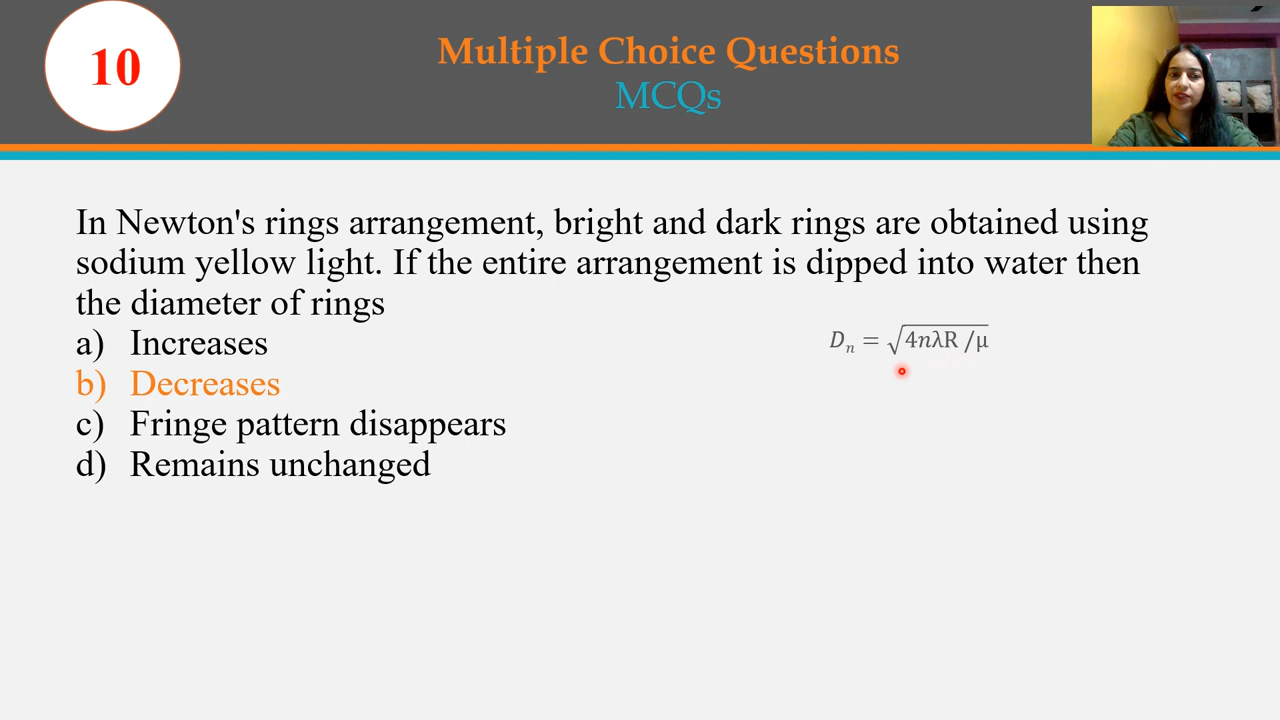 10
Multiple Choice Questions
MCQs
In Newton's rings arrangement, bright and dark rings are obtained using
sodium yellow light. If the entire arrangement is dipped into water then
the diameter of rings
a) Increases
D_n = √(4nλR /μ)
b) Decreases
c) Fringe pattern disappears
d) Remains unchanged